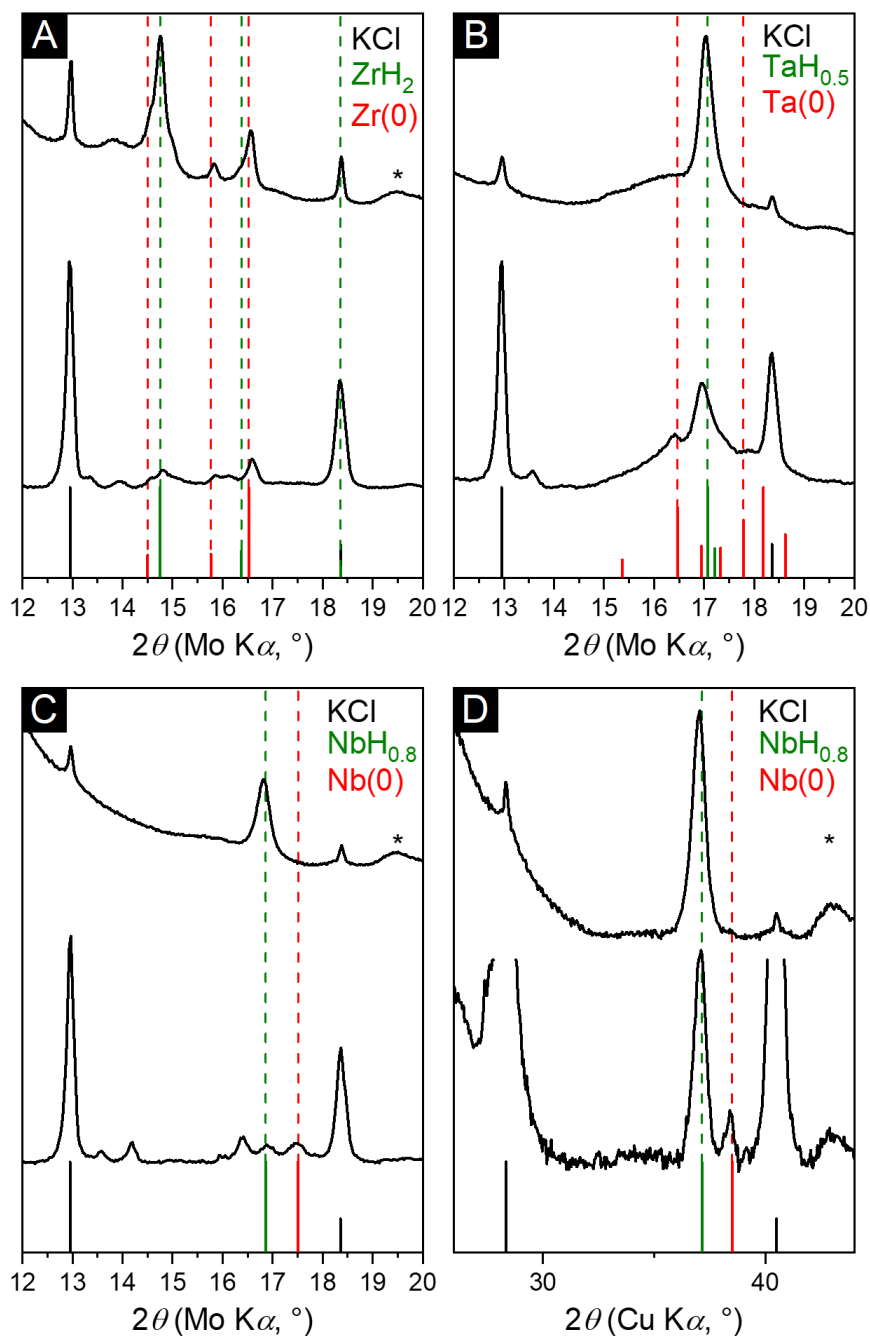 A
KCl
ZrH₂
Zr(0)
*
12 13 14 15 16 17 18 19 20
2θ (Mo Kα, °)
B
KCl
TaH₀.₅
Ta(0)
12 13 14 15 16 17 18 19 20
2θ (Mo Kα, °)
C
KCl
NbH₀.₈
Nb(0)
*
12 13 14 15 16 17 18 19 20
2θ (Mo Kα, °)
D
KCl
NbH₀.₈
Nb(0)
*
30 40
2θ (Cu Kα, °)